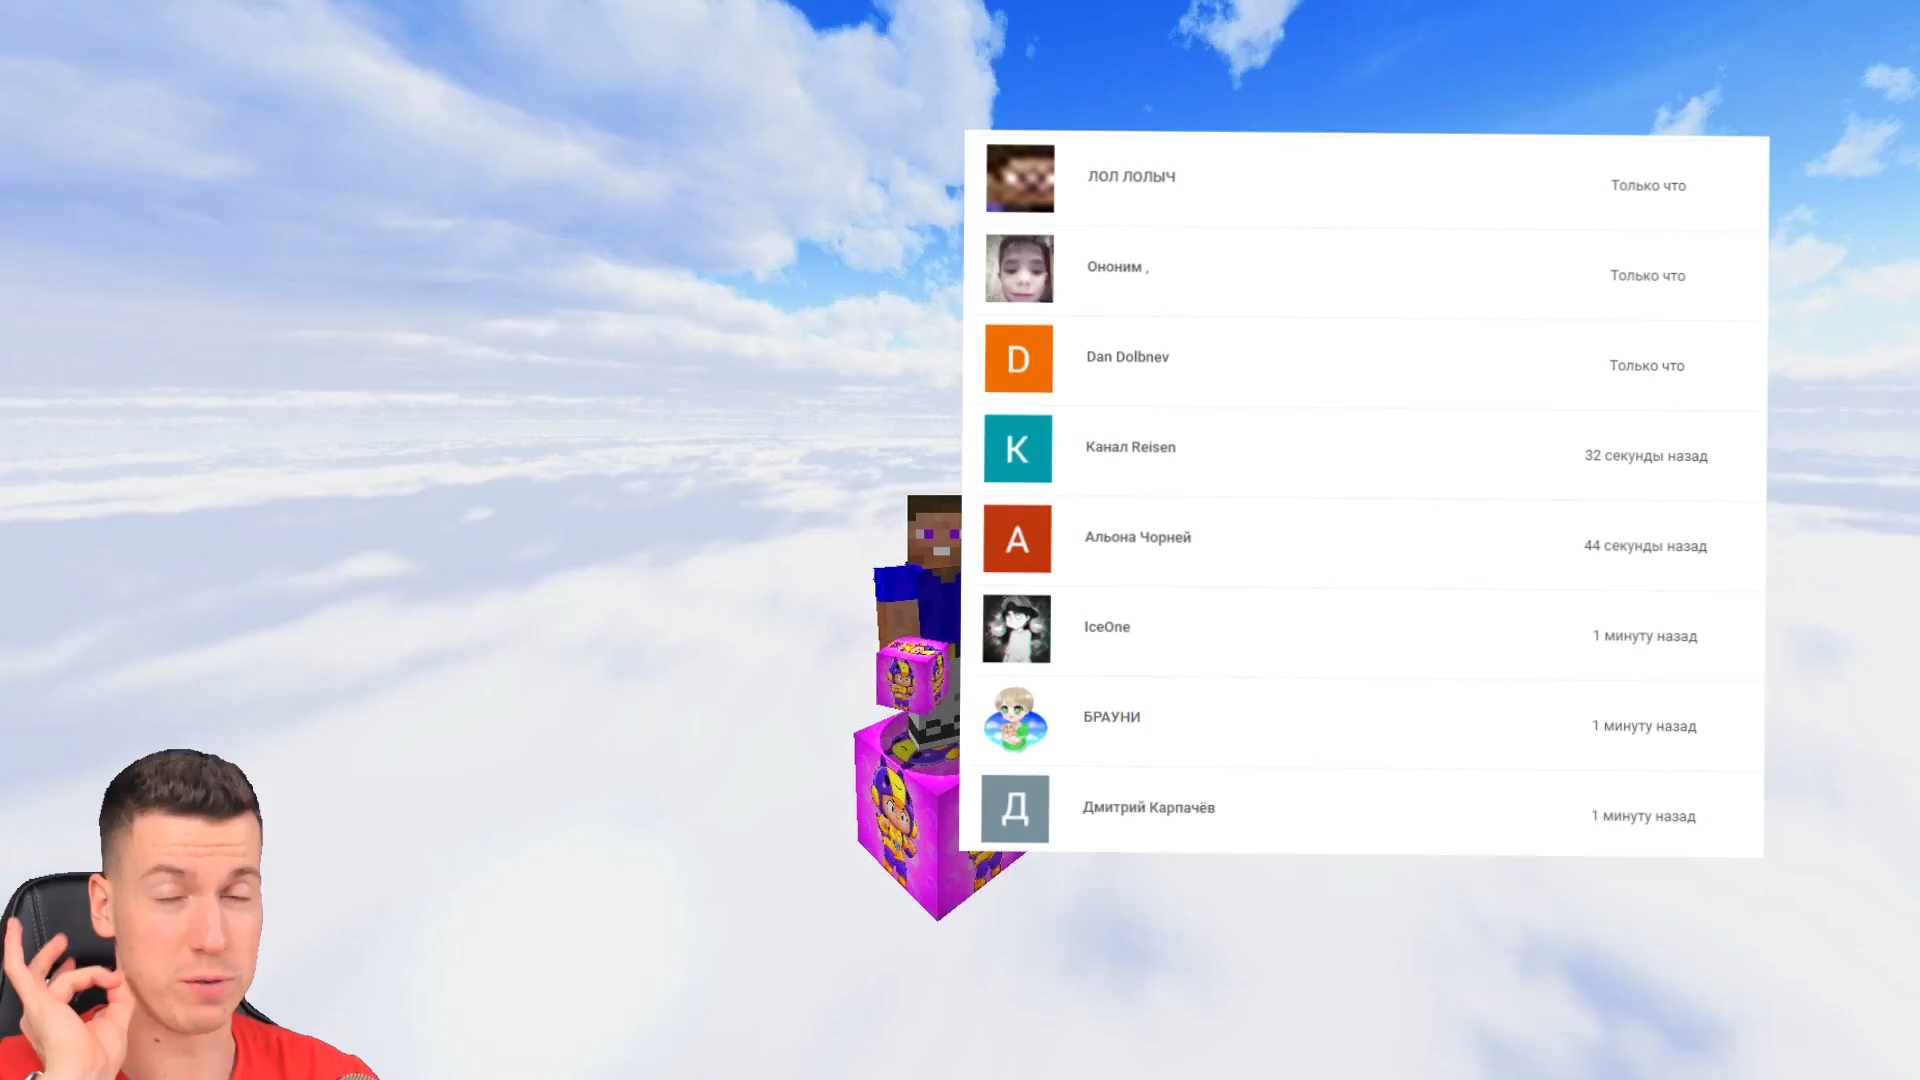 ЛОЛ ЛОЛЫЧ
Только что
Ононим ,
Только что
D
Dan Dolbnev
Только что
К
Канал Reisen
32 секунды назад
А
Альона Чорней
44 секунды назад
IceOne
1 минуту назад
БРАУНИ
1 минуту назад
Д
Дмитрий Карпачёв
1 минуту назад